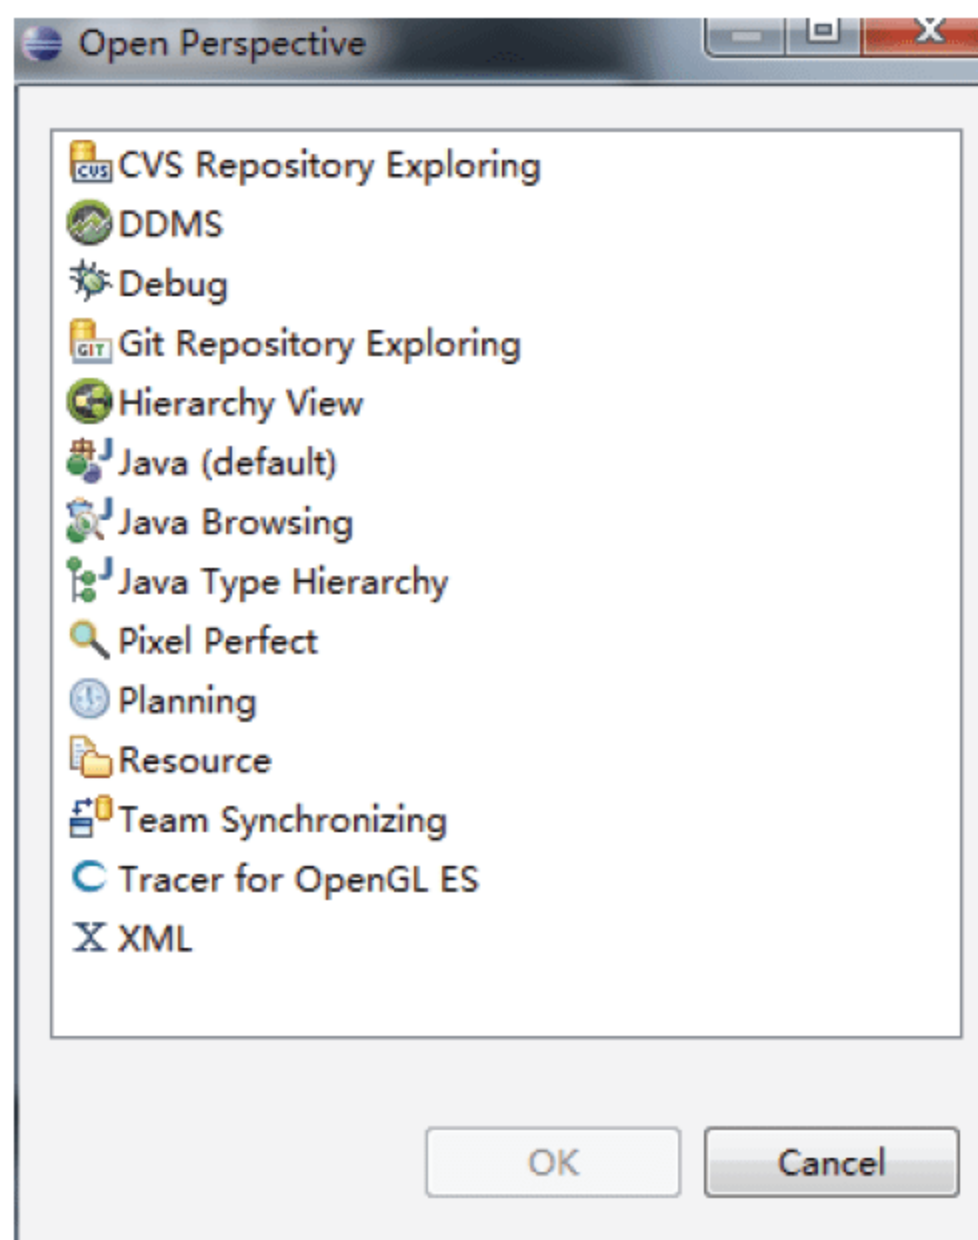 Open Perspective
CVS Repository Exploring
DDMS
Debug
Git Repository Exploring
Hierarchy View
Java (default)
Java Browsing
Java Type Hierarchy
Pixel Perfect
Planning
Resource
Team Synchronizing
Tracer for OpenGL ES
XML
OK Cancel